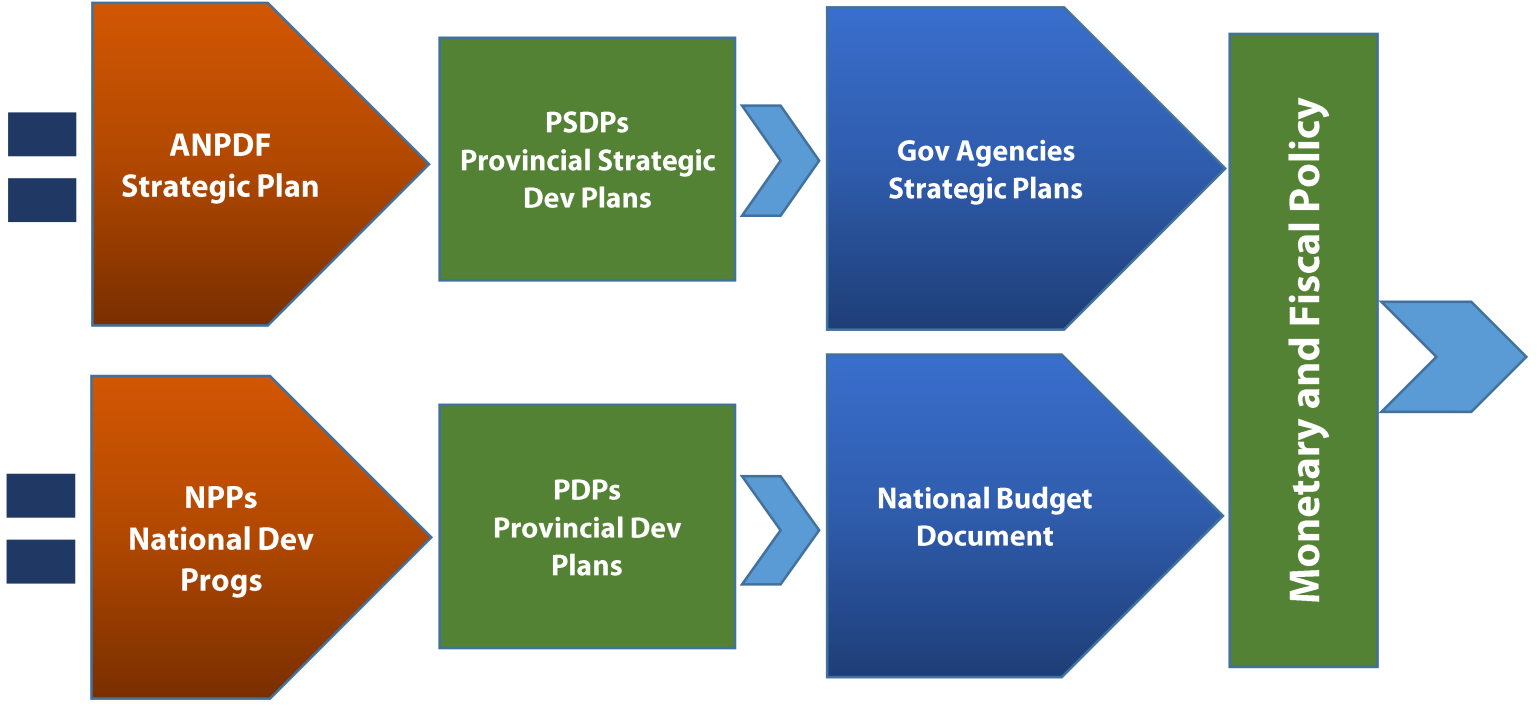 ANPDF
Strategic Plan
PSDPs
Provincial Strategic
Dev Plans
Gov Agencies
Strategic Plans
NPPs
National Dev
Progs
PDPs
Provincial Dev
Plans
National Budget
Document
Monetary and Fiscal Policy